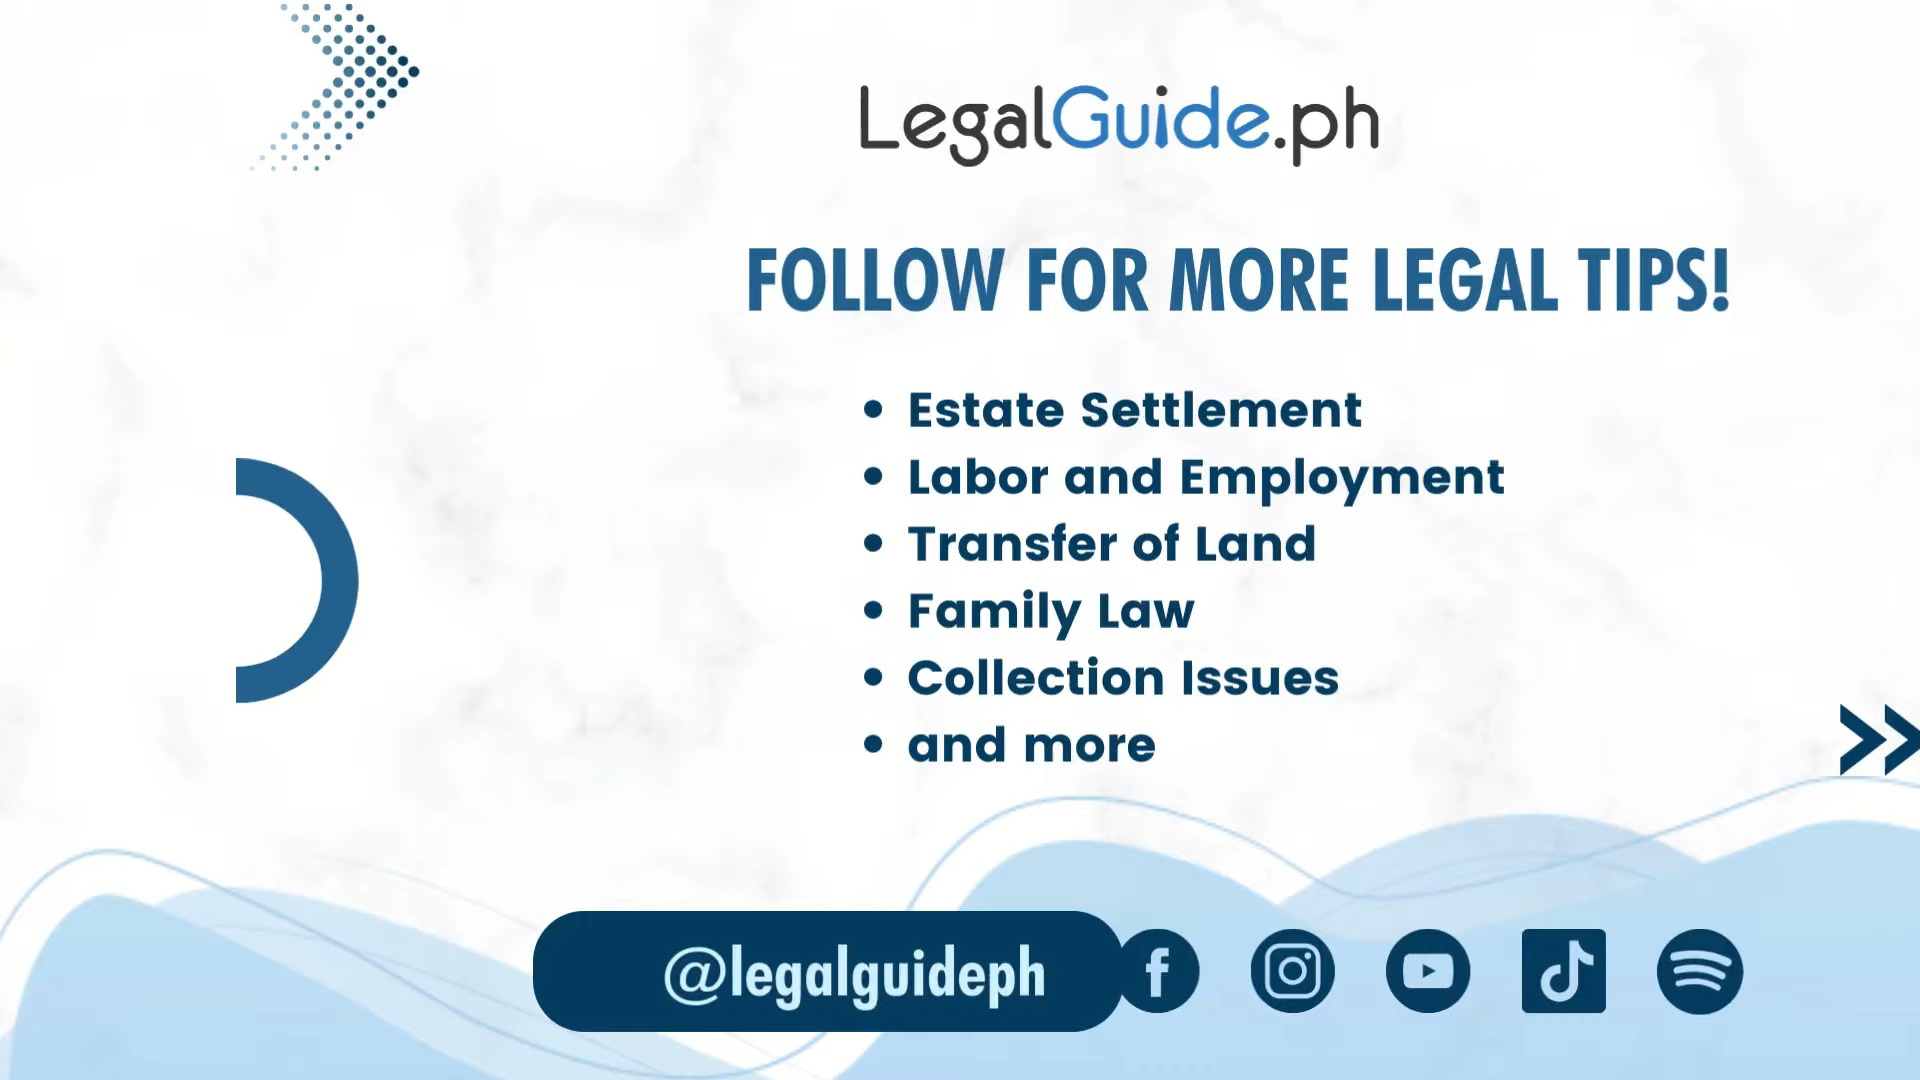 LegalGuide.ph
FOLLOW FOR MORE LEGAL TIPS!
• Estate Settlement
• Labor and Employment
• Transfer of Land
• Family Law
• Collection Issues
• and more
@legalguideph